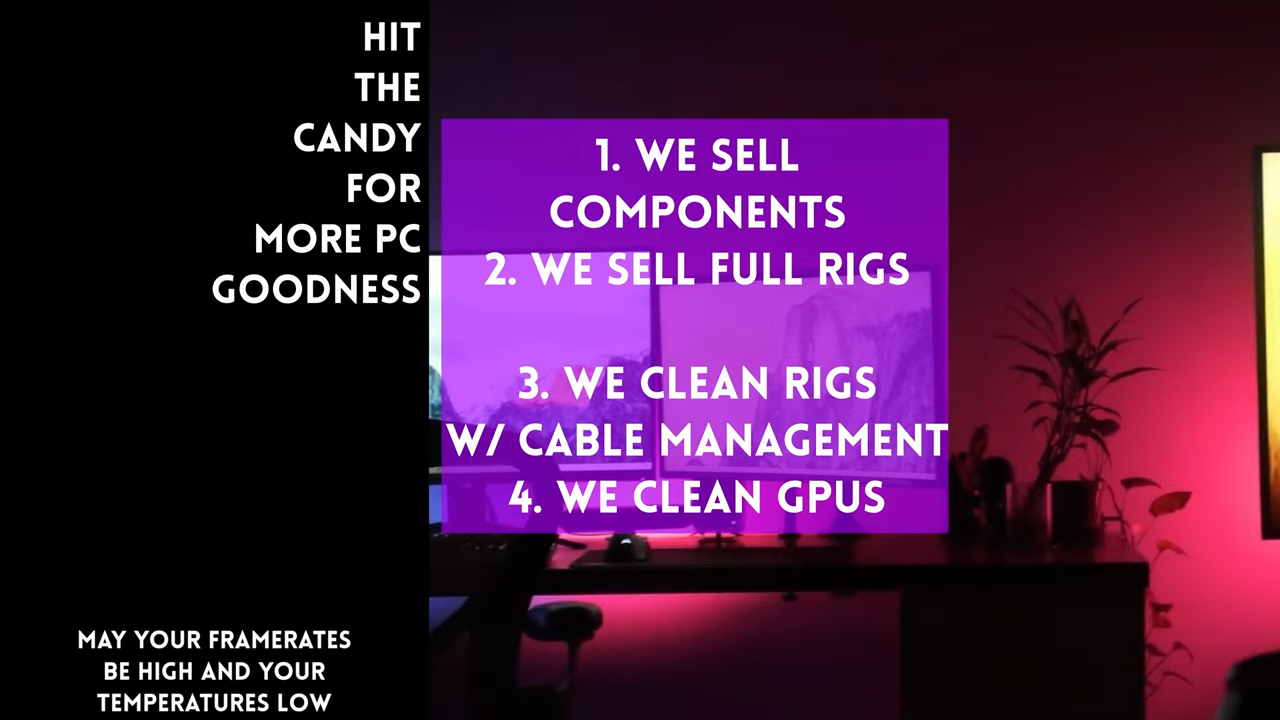 HIT
THE
CANDY
FOR
MORE PC
GOODNESS
1. WE SELL
COMPONENTS
2. WE SELL FULL RIGS
3. WE CLEAN RIGS
W/ CABLE MANAGEMENT
4. WE CLEAN GPUS
MAY YOUR FRAMERATES
BE HIGH AND YOUR
TEMPERATURES LOW